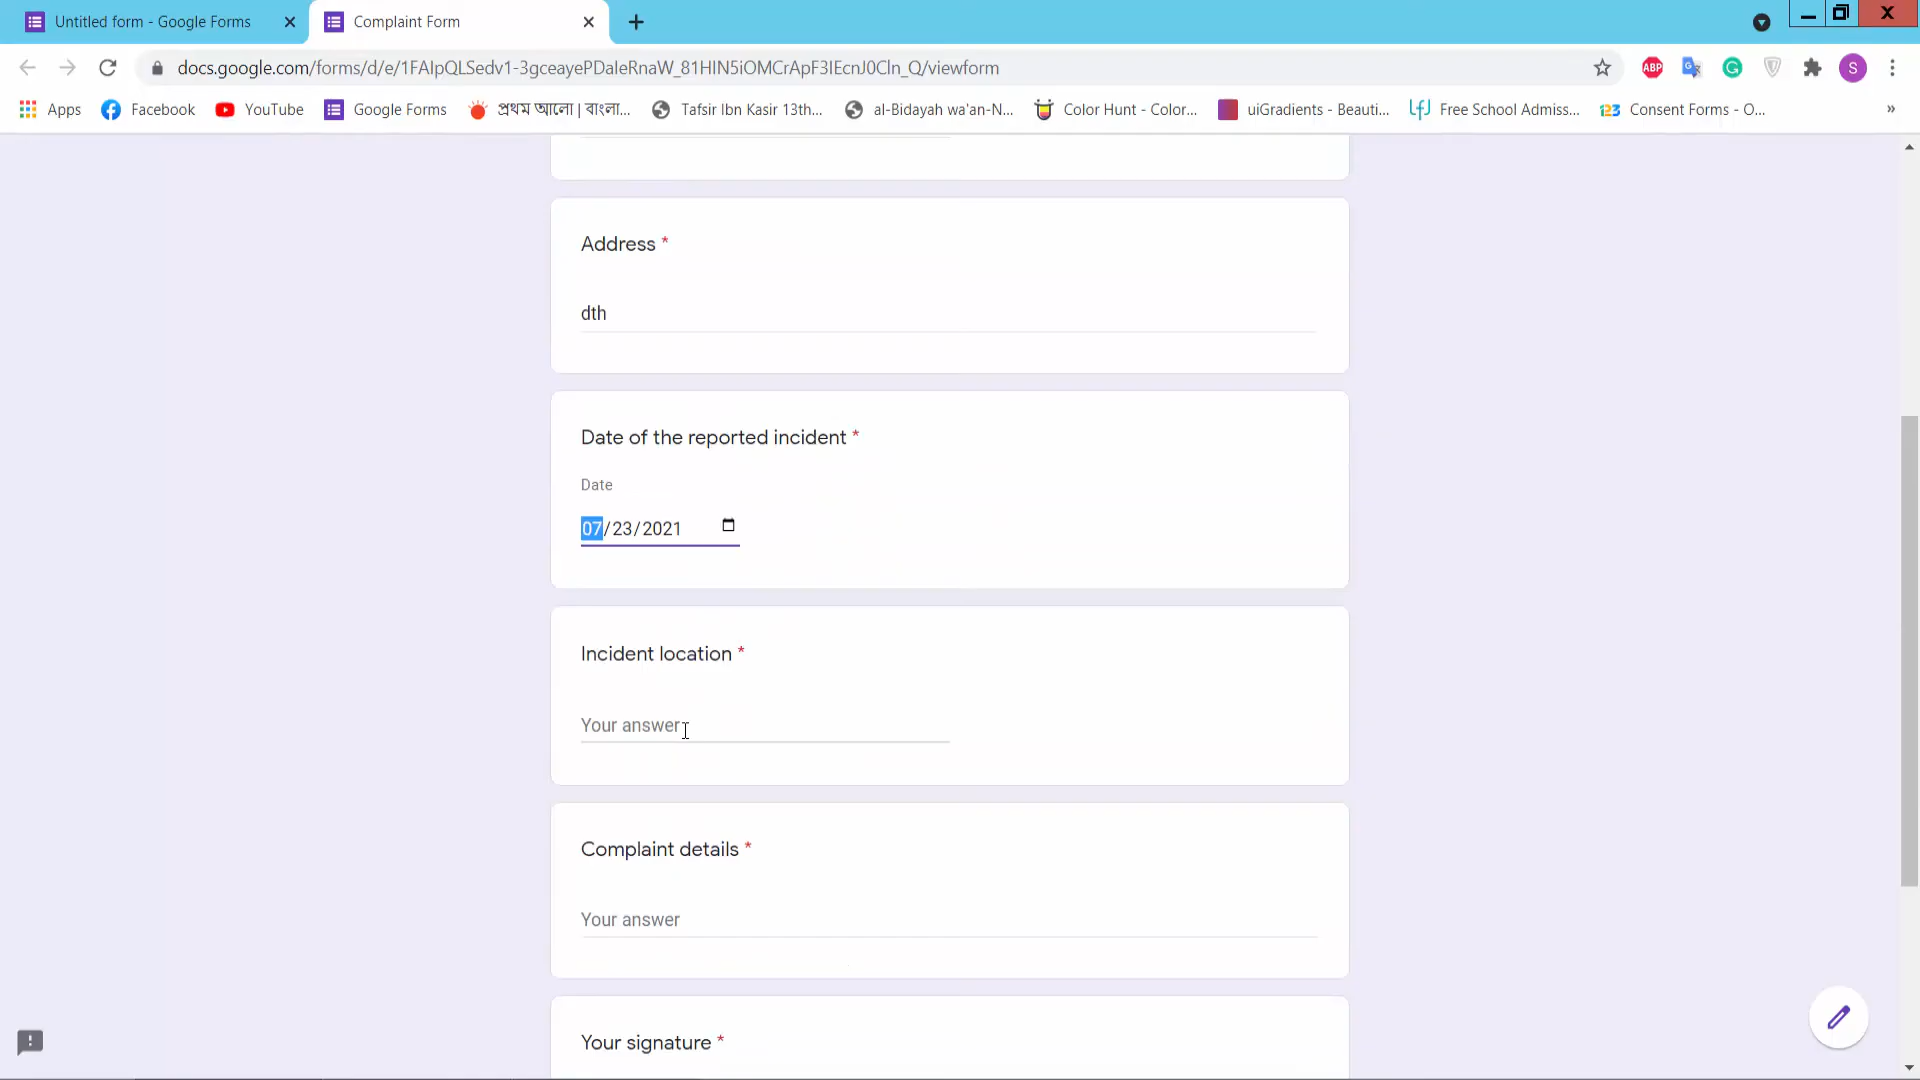 Untitled form - Google Forms
Complaint Form
S
docs.google.com/forms/d/e/1FAIpQLSedv1-3gceayePDaIeRnaW_81HIN5iOMCrApF3IEcnJ0Cln_Q/viewform
ABP
G
S
Apps
Facebook
YouTube
Google Forms
প্রথম আলো | বাংলা...
Tafsir Ibn Kasir 13th...
al-Bidayah wa'an-N...
Color Hunt - Color...
uiGradients - Beauti...
Free School Admiss...
123
Consent Forms - O...
»
Address *
dth
Date of the reported incident *
Date
07/23/2021
Incident location *
Your answer
Complaint details *
Your answer
Your signature *